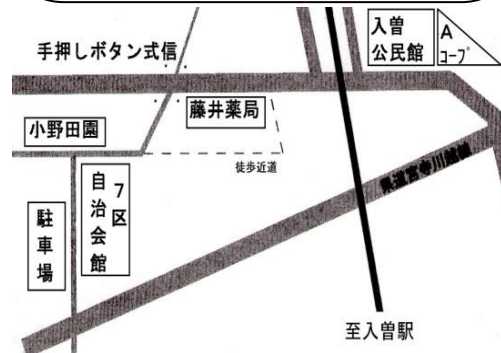 入曽
公民館
A
コープ
手押しボタン式信
藤井薬局
小野田園
徒歩近道
7区
自治会館
駐車場
至入曽駅